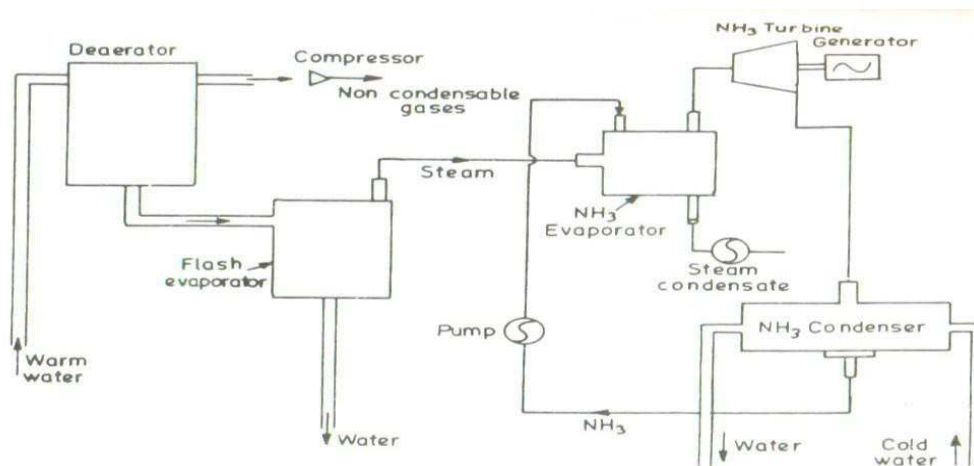 NH3 Turbine
Generator
Deaerator
Compressor
Non condensable
gases
Steam
NH3
Evaporator
Flash
evaporator
Steam
condensate
Pump
NH3 Condenser
Warm
water
NH3
Water
Water
Cold
water